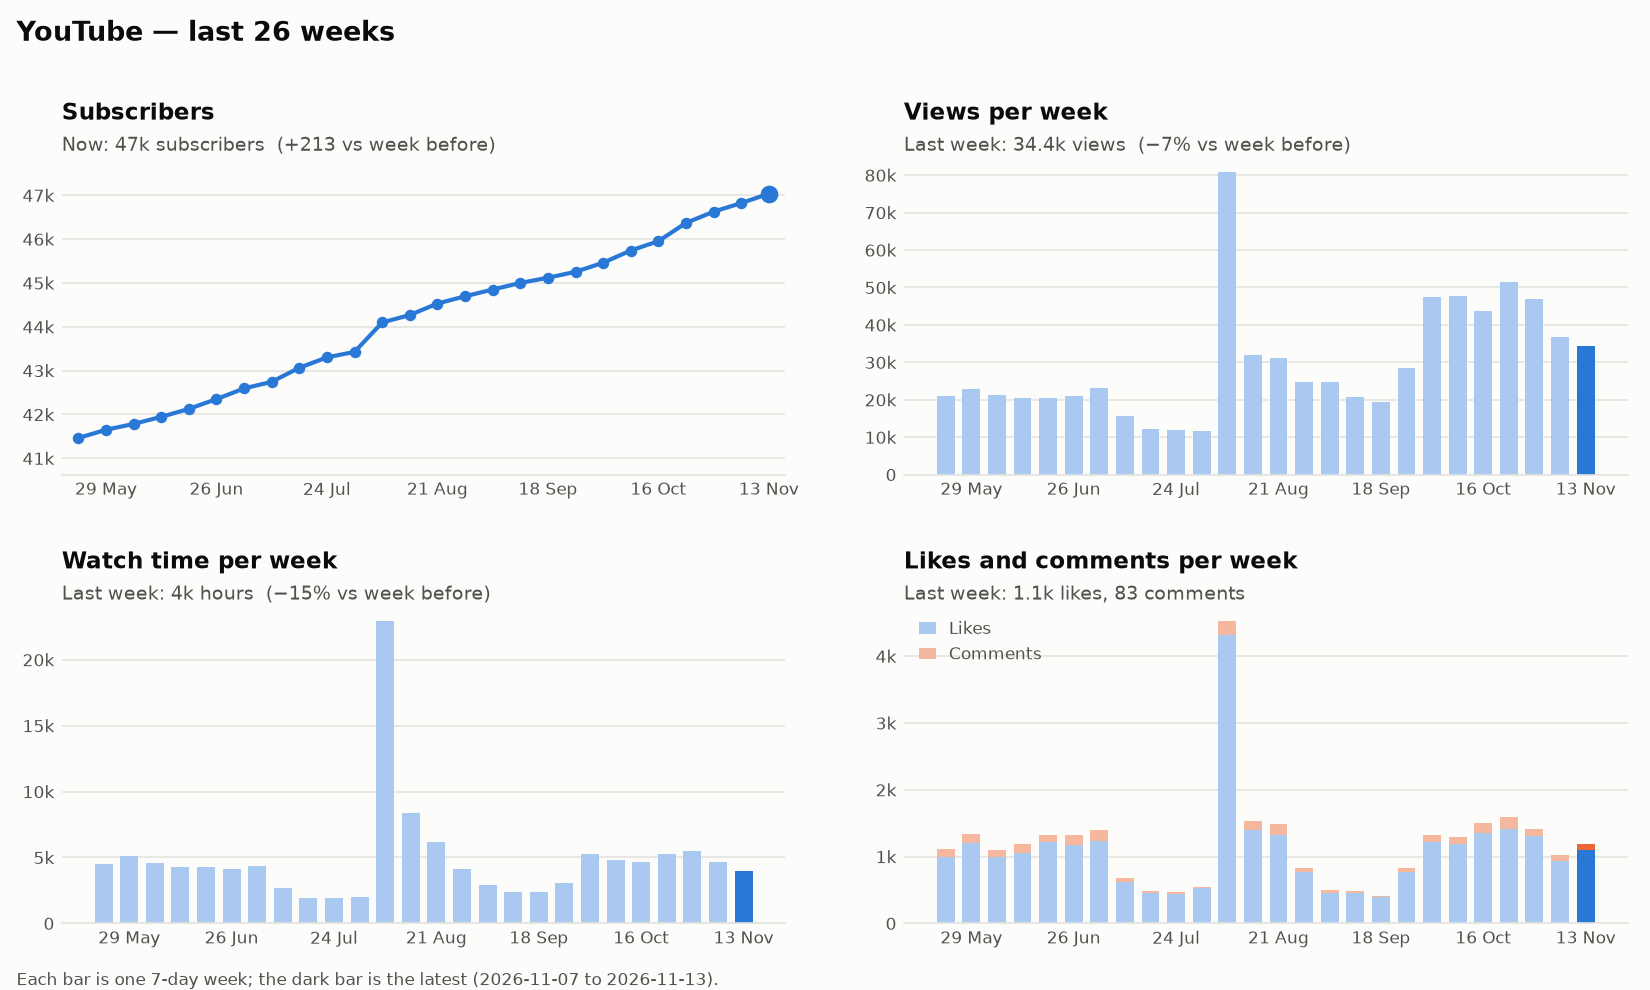 YouTube — last 26 weeks
Subscribers
Now: 47k subscribers  (+213 vs week before)
47k
46k
45k
44k
43k
42k
41k
29 May
26 Jun
24 Jul
21 Aug
18 Sep
16 Oct
13 Nov
Views per week
Last week: 34.4k views  (−7% vs week before)
80k
70k
60k
50k
40k
30k
20k
10k
0
29 May
26 Jun
24 Jul
21 Aug
18 Sep
16 Oct
13 Nov
Watch time per week
Last week: 4k hours  (−15% vs week before)
20k
15k
10k
5k
0
29 May
26 Jun
24 Jul
21 Aug
18 Sep
16 Oct
13 Nov
Likes and comments per week
Last week: 1.1k likes, 83 comments
Likes
Comments
4k
3k
2k
1k
0
29 May
26 Jun
24 Jul
21 Aug
18 Sep
16 Oct
13 Nov
Each bar is one 7-day week; the dark bar is the latest (2026-11-07 to 2026-11-13).